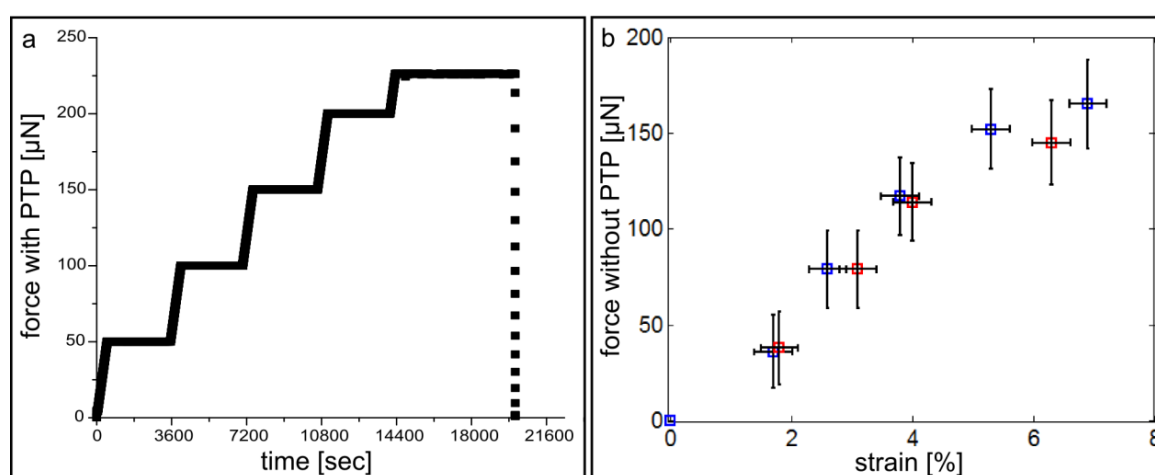 a
force with PTP [µN]
250
200
150
100
50
0
0 3600 7200 10800 14400 18000 21600
time [sec]
b
force without PTP [µN]
200
150
100
50
0
0 2 4 6 8
strain [%]